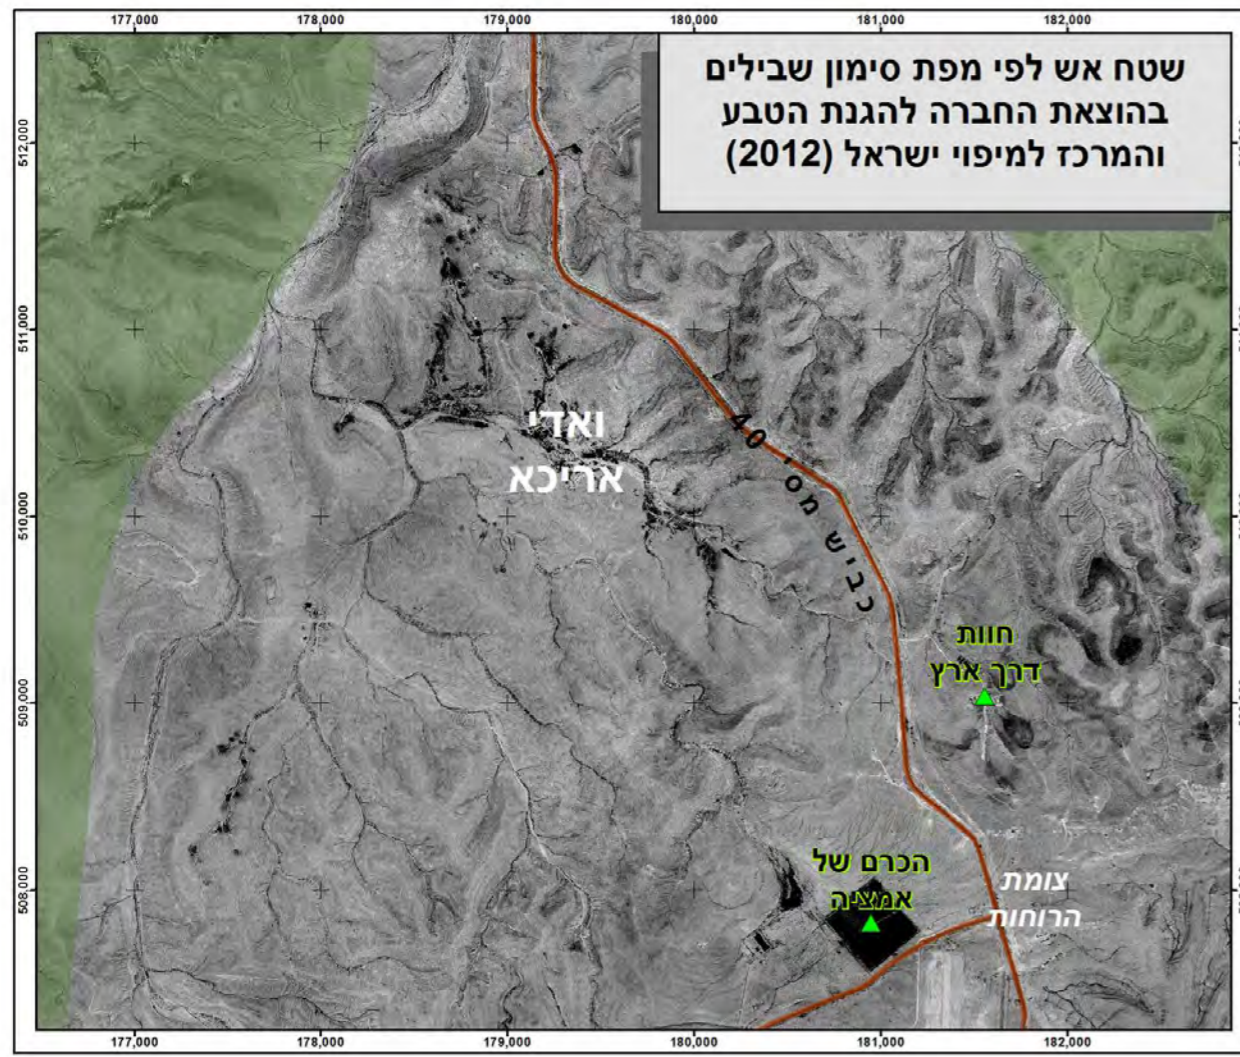 177,000 178,000 179,000 180,000 181,000 182,000
שטח אש לפי מפת סימון שבילים
בהוצאת החברה להגנת הטבע
והמרכז למיפוי ישראל (2012)
512,000
511,000
510,000
509,000
508,000
ואדי
אריכא
כביש מס' 40
חוות
דרך ארץ
הכרם של
אמציה
צומת
הרוחות
177,000 178,000 179,000 180,000 181,000 182,000